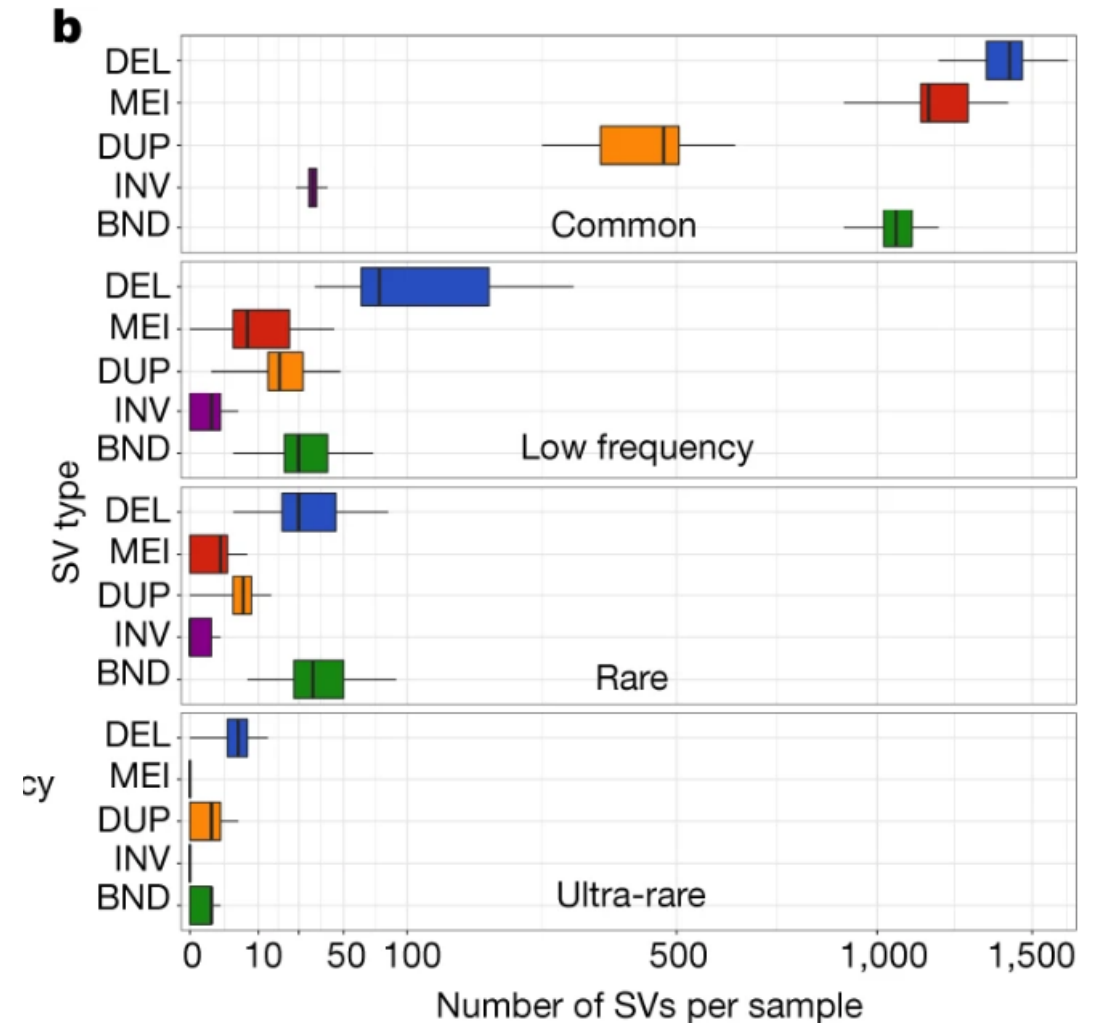 b
DEL
MEI
DUP
INV
BND
Common
DEL
MEI
DUP
INV
BND
Low frequency
SV type
DEL
MEI
DUP
INV
BND
Rare
DEL
MEI
DUP
INV
BND
Ultra-rare
cy
0 10 50 100 500 1,000 1,500
Number of SVs per sample